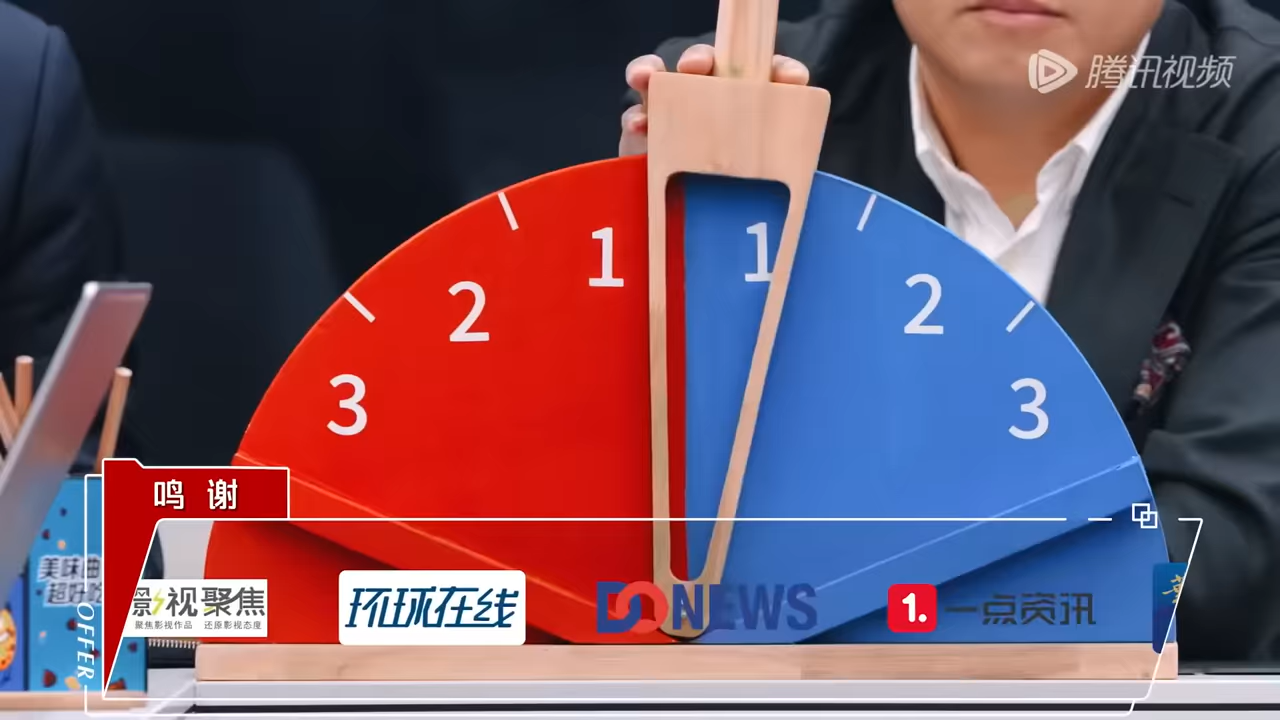 腾讯视频
1
1
2
2
3
3
鸣谢
美味曲
超好吃
影视聚焦
聚焦影视作品 还原影视态度
环球在线
DONEWS
1.
一点资讯
OFFER